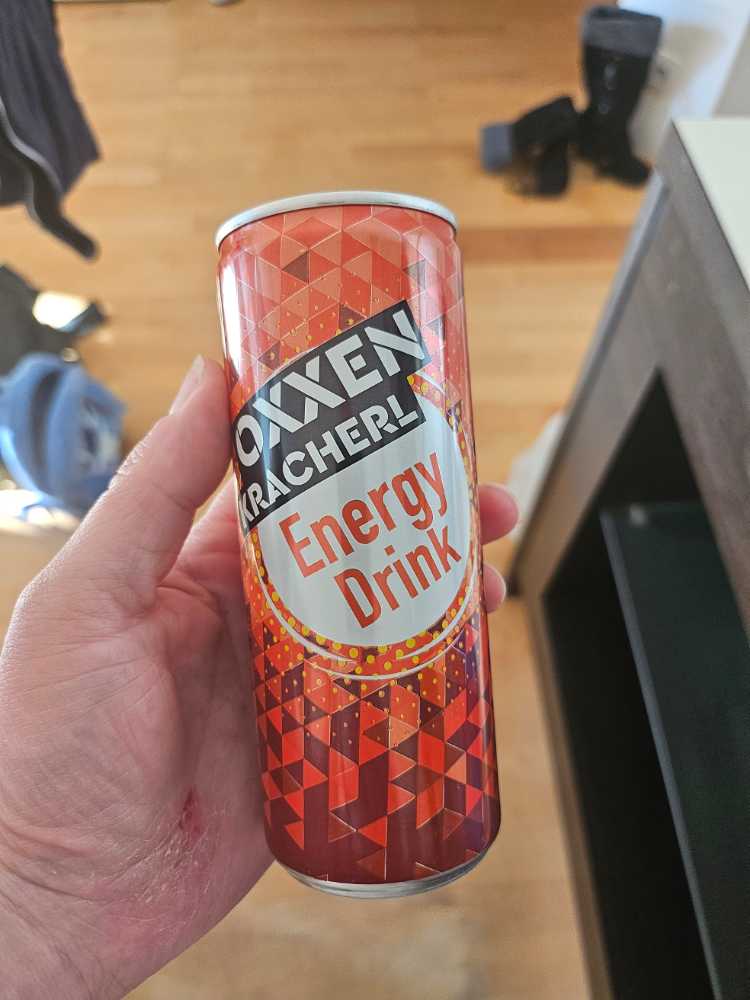 OXXEN
KRACHERL
Energy
Drink